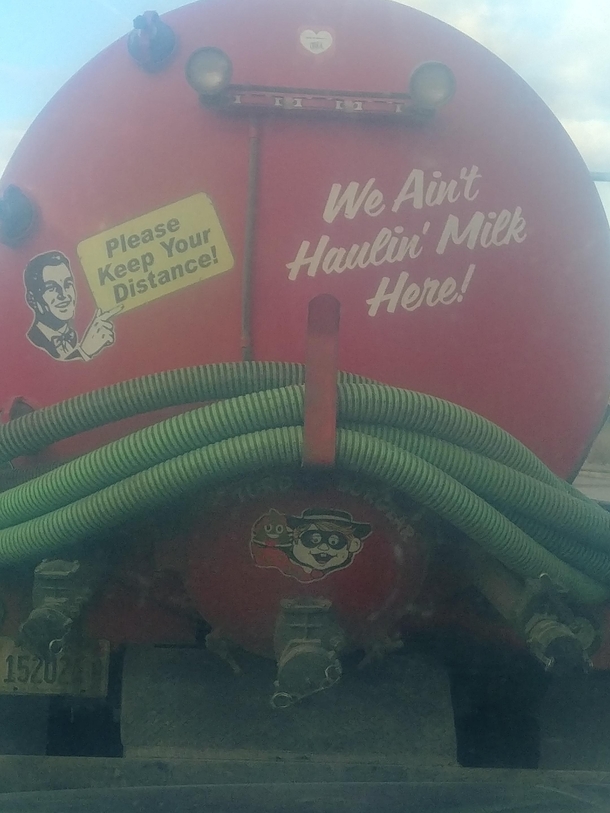 Please
Keep Your
Distance!
We Ain't
Haulin' Milk
Here!